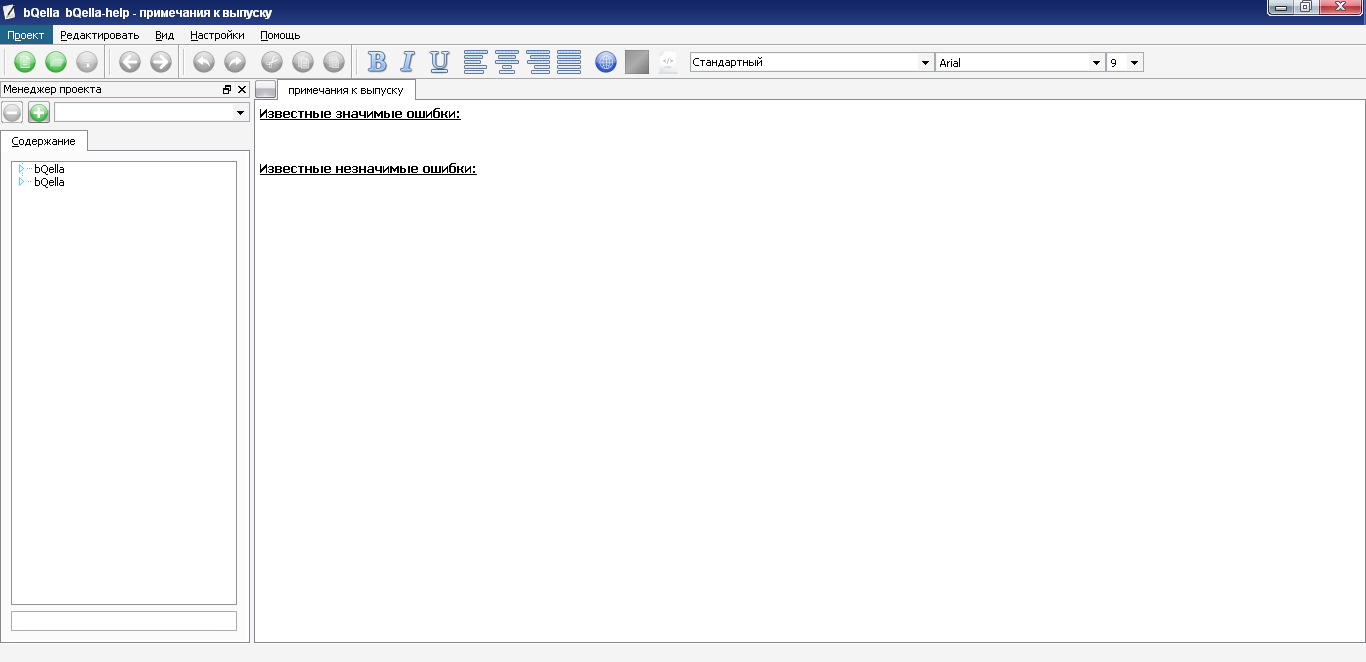 bQella bQella-help - примечания к выпуску
Проект Редактировать Вид Настройки Помощь
B I U Стандартный Arial 9
Менеджер проекта
примечания к выпуску
Содержание
bQella
bQella
Известные значимые ошибки:
Известные незначимые ошибки: